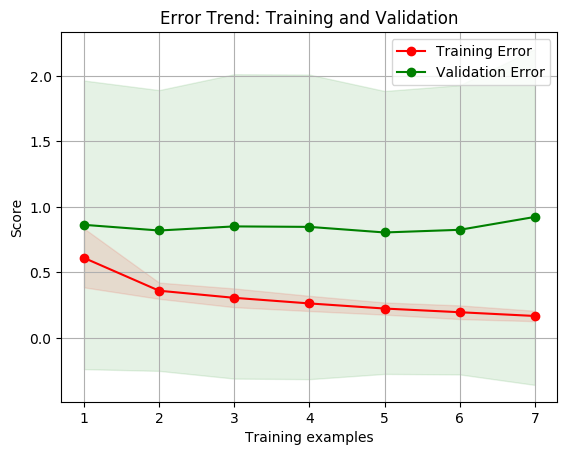 Error Trend: Training and Validation
Training Error
Validation Error
Score
2.0
1.5
1.0
0.5
0.0
1 2 3 4 5 6 7
Training examples